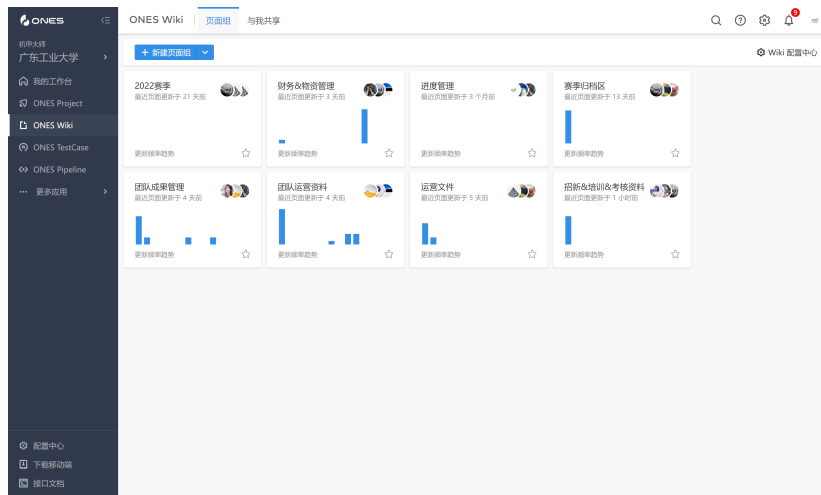 ONES
机甲大师
广东工业大学
我的工作台
ONES Project
ONES Wiki
ONES TestCase
ONES Pipeline
更多应用
配置中心
下载移动端
接口文档
ONES Wiki
页面组
与我共享
9
+ 新建页面组
Wiki 配置中心
2022赛季
最近页面更新于 21 天前
更新频率趋势
财务&物资管理
最近页面更新于 3 天前
更新频率趋势
进度管理
最近页面更新于 3 个月前
更新频率趋势
赛季归档区
最近页面更新于 13 天前
更新频率趋势
团队成果管理
最近页面更新于 4 天前
更新频率趋势
团队运营资料
最近页面更新于 4 天前
更新频率趋势
运营文件
最近页面更新于 5 天前
更新频率趋势
招新&培训&考核资料
最近页面更新于 1 小时前
更新频率趋势